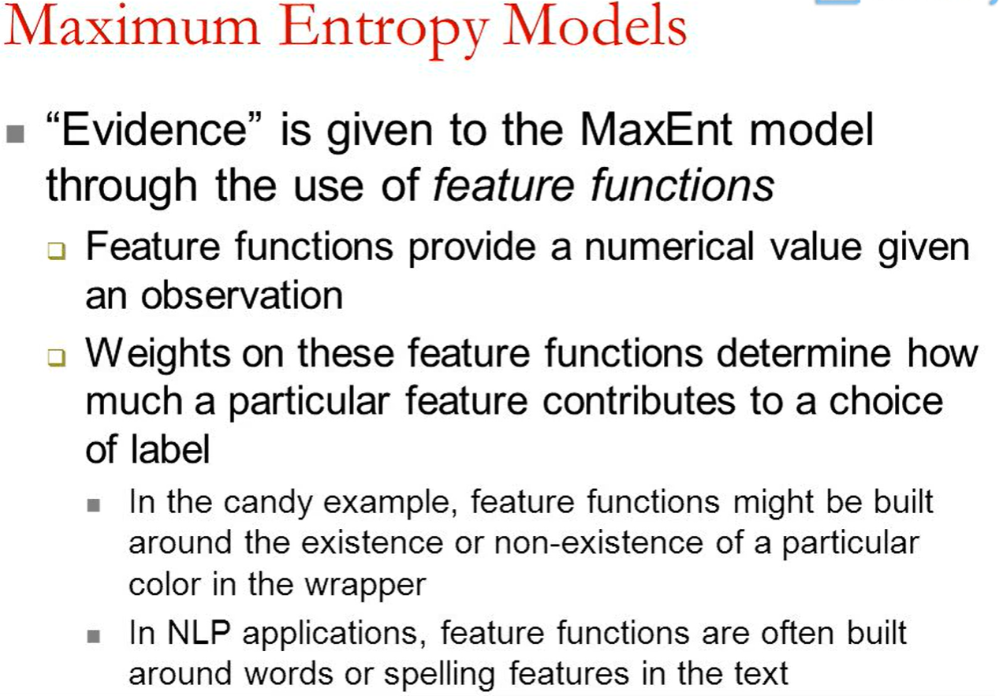 Maximum Entropy Models
“Evidence” is given to the MaxEnt model
through the use of feature functions
Feature functions provide a numerical value given
an observation
Weights on these feature functions determine how
much a particular feature contributes to a choice
of label
In the candy example, feature functions might be built
around the existence or non-existence of a particular
color in the wrapper
In NLP applications, feature functions are often built
around words or spelling features in the text